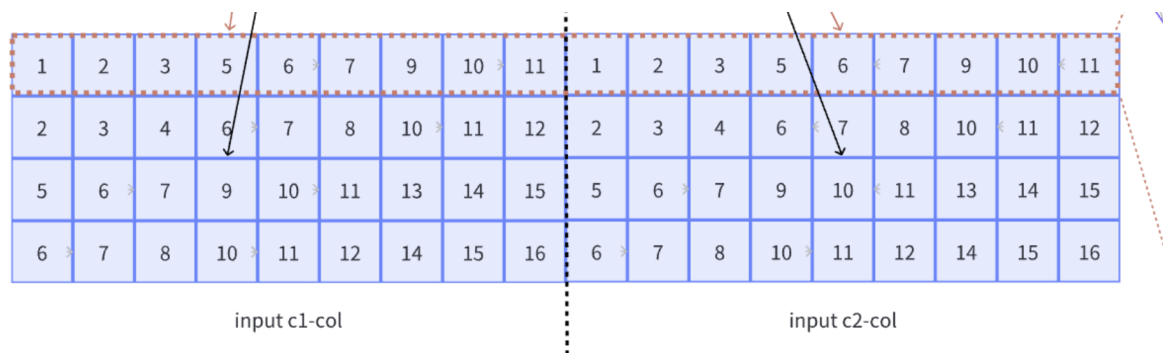 1 2 3 5 6 7 9 10 11 1 2 3 5 6 7 9 10 11
2 3 4 6 7 8 10 11 12 2 3 4 6 7 8 10 11 12
5 6 7 9 10 11 13 14 15 5 6 7 9 10 11 13 14 15
6 7 8 10 11 12 14 15 16 6 7 8 10 11 12 14 15 16
input c1-col input c2-col